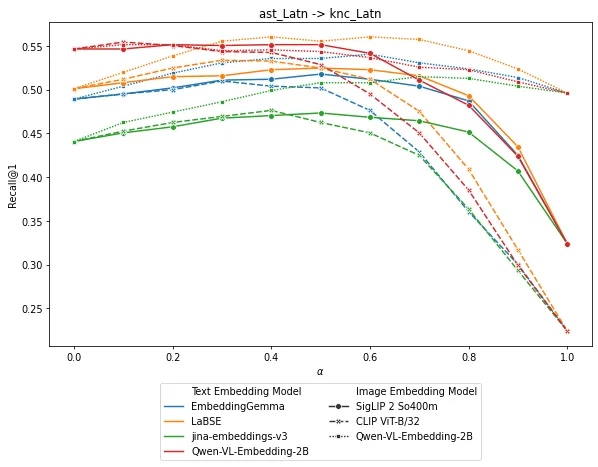 ast_Latn -> knc_Latn
Recall@1
0.55
0.50
0.45
0.40
0.35
0.30
0.25
0.0 0.2 0.4 0.6 0.8 1.0
α
Text Embedding Model
EmbeddingGemma
LaBSE
jina-embeddings-v3
Qwen-VL-Embedding-2B
Image Embedding Model
SigLIP 2 So400m
CLIP ViT-B/32
Qwen-VL-Embedding-2B